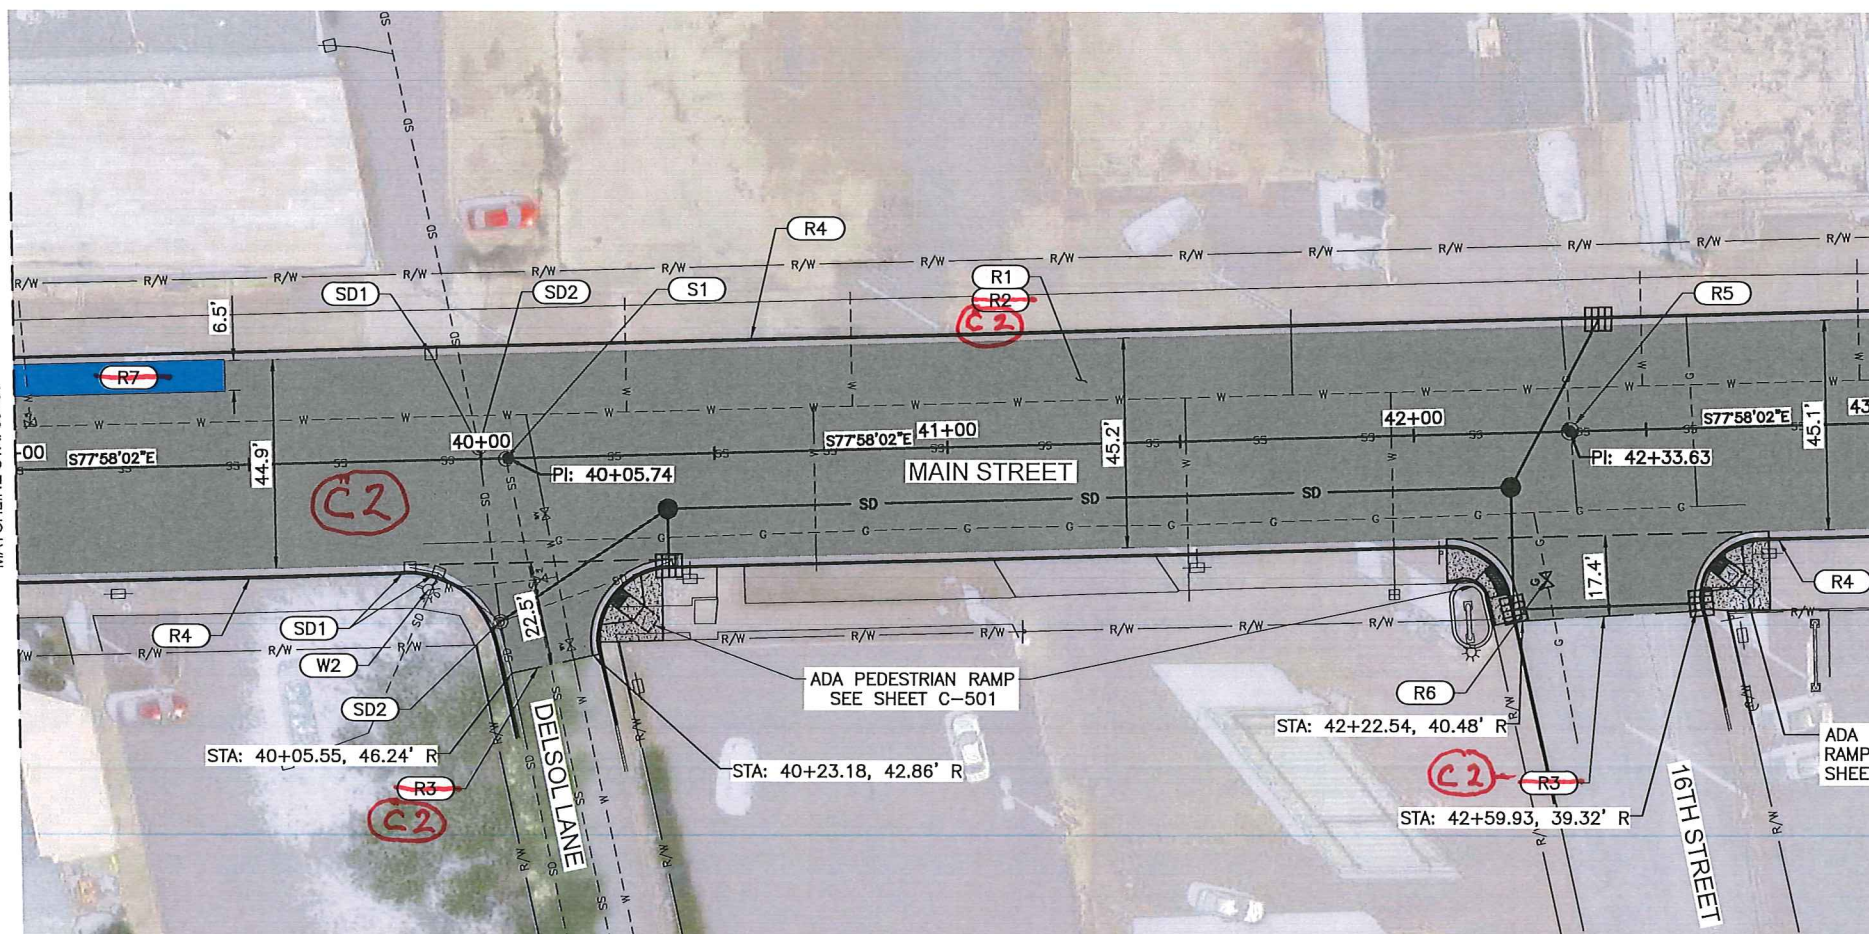 R4
R/W R/W R/W R/W R/W R/W R/W R/W R/W R/W R/W R/W R/W R/W R/W
SD1
SD2
S1
R1
R2
C2
R5
6.5'
R7
44.9'
C2
-00
S77°58'02"E
40+00
PI: 40+05.74
S77°58'02"E
41+00
MAIN STREET
45.2'
42+00
PI: 42+33.63
S77°58'02"E
43
45.1'
SD SD SD
G G G G G G G G G
R4
SD1
W2
SD2
22.5'
17.4'
R4
ADA PEDESTRIAN RAMP
SEE SHEET C-501
R6
STA: 40+05.55, 46.24' R
R3
C2
DELSOL LANE
STA: 40+23.18, 42.86' R
STA: 42+22.54, 40.48' R
C2
R3
STA: 42+59.93, 39.32' R
16TH STREET
ADA
RAMP
SHEE